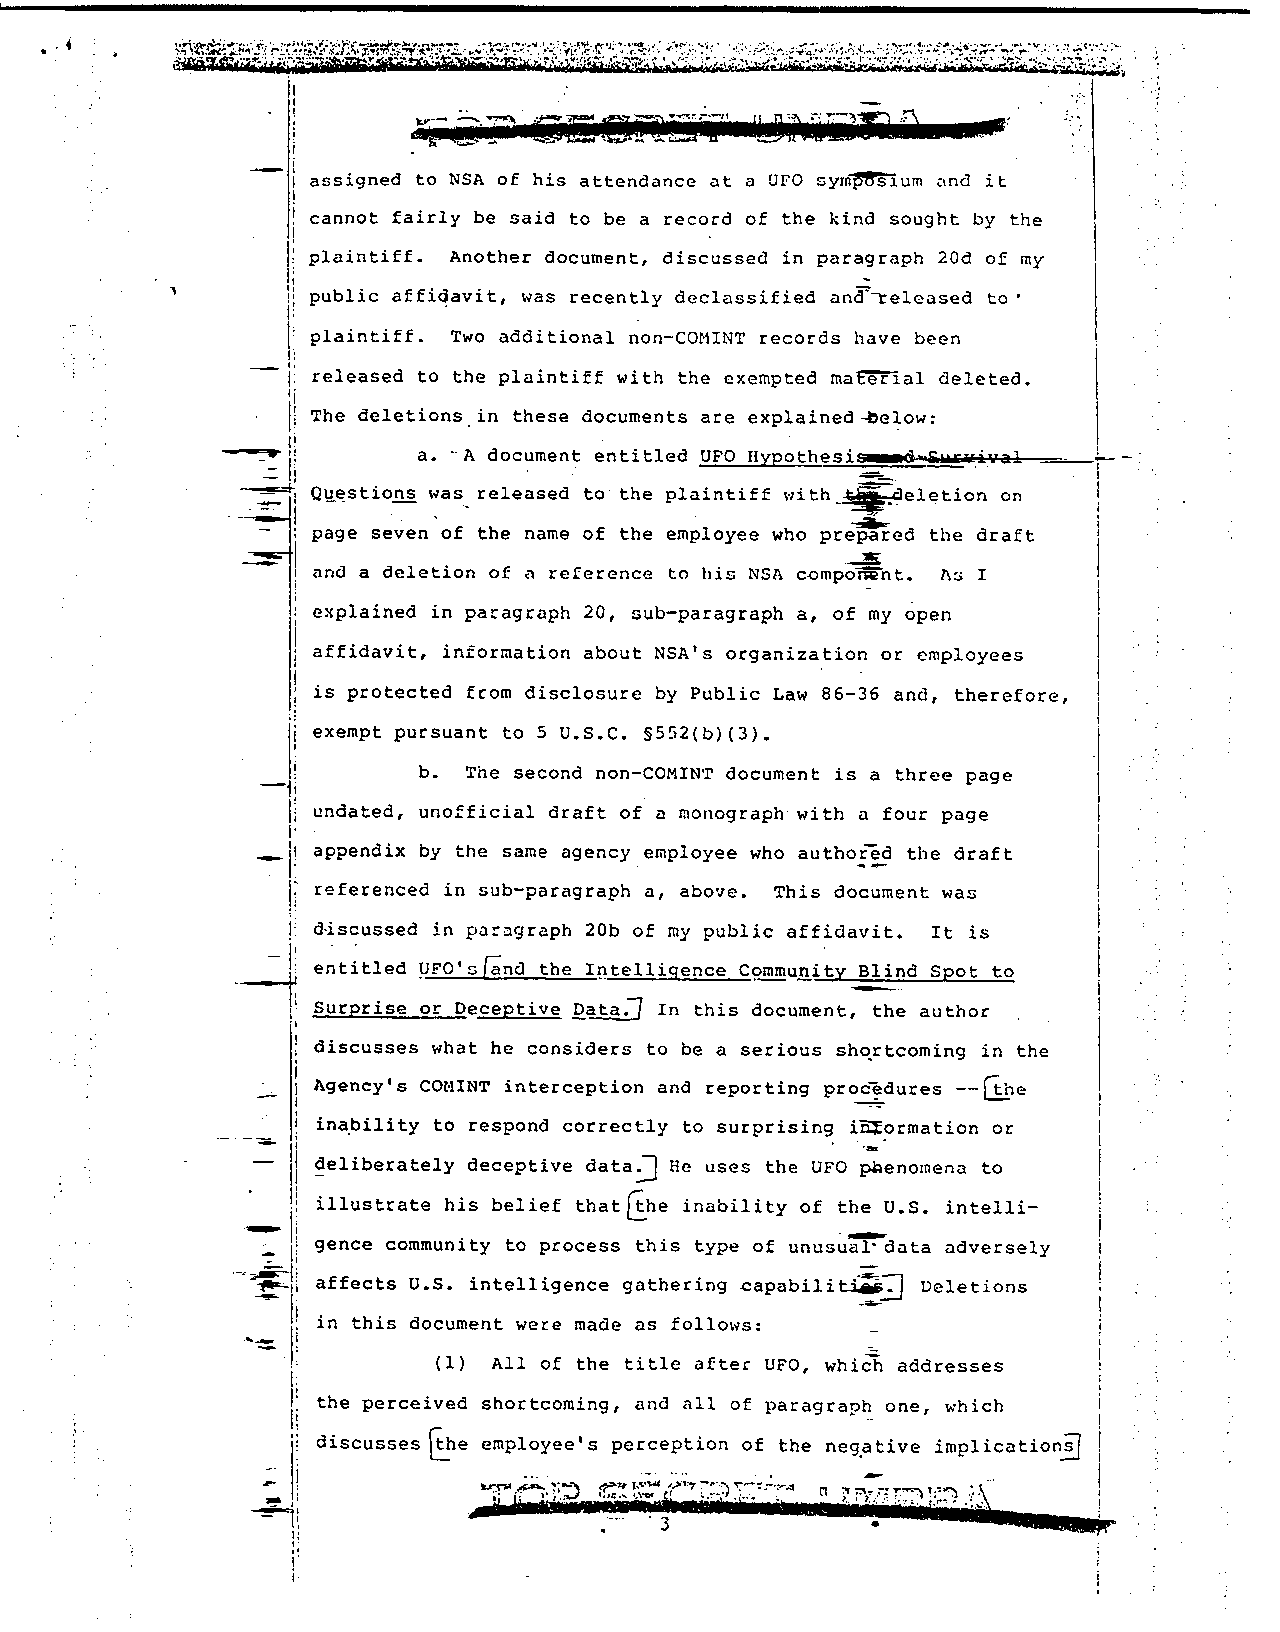 assigned to NSA of his attendance at a UFO symposium and it
cannot fairly be said to be a record of the kind sought by the
plaintiff. Another document, discussed in paragraph 20d of my
public affidavit, was recently declassified and released to
plaintiff. Two additional non-COMINT records have been
released to the plaintiff with the exempted material deleted.
The deletions in these documents are explained below:
a. A document entitled UFO Hypothesis and Survival
Questions was released to the plaintiff with the deletion on
page seven of the name of the employee who prepared the draft
and a deletion of a reference to his NSA component. As I
explained in paragraph 20, sub-paragraph a, of my open
affidavit, information about NSA's organization or employees
is protected from disclosure by Public Law 86-36 and, therefore,
exempt pursuant to 5 U.S.C. §552(b)(3).
b. The second non-COMINT document is a three page
undated, unofficial draft of a monograph with a four page
appendix by the same agency employee who authored the draft
referenced in sub-paragraph a, above. This document was
discussed in paragraph 20b of my public affidavit. It is
entitled UFO's [and the Intelligence Community Blind Spot to
Surprise or Deceptive Data.] In this document, the author
discusses what he considers to be a serious shortcoming in the
Agency's COMINT interception and reporting procedures -- [the
inability to respond correctly to surprising information or
deliberately deceptive data.] He uses the UFO phenomena to
illustrate his belief that [the inability of the U.S. intelli-
gence community to process this type of unusual data adversely
affects U.S. intelligence gathering capabilities.] Deletions
in this document were made as follows:
(1) All of the title after UFO, which addresses
the perceived shortcoming, and all of paragraph one, which
discusses [the employee's perception of the negative implications]
TOP SECRET UMBRA
3